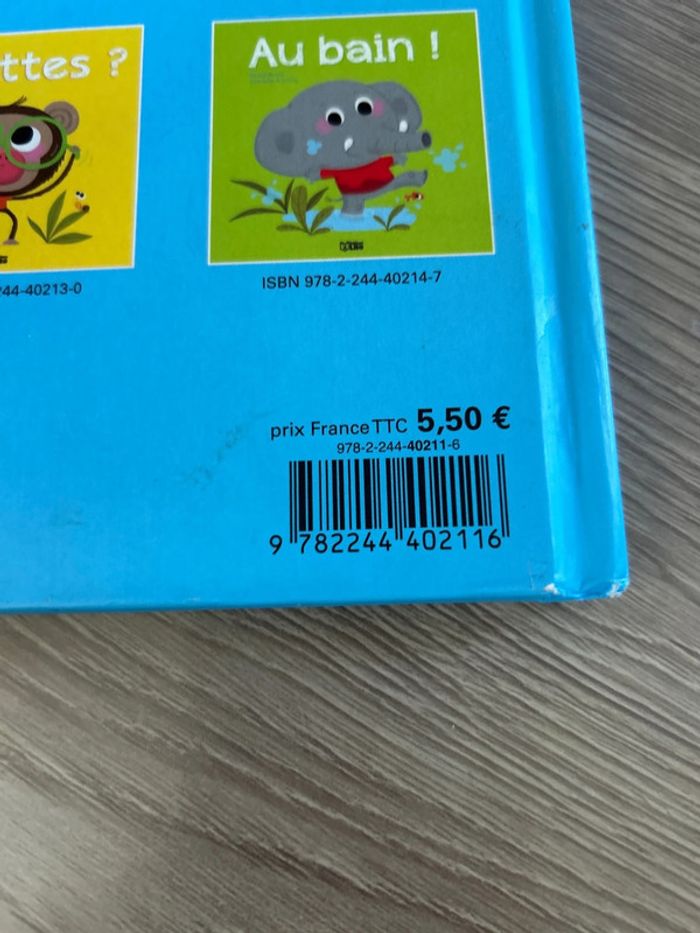 ttes ?
Au bain !
244-40213-0
ISBN 978-2-244-40214-7
prix France TTC 5,50 €
978-2-244-40211-6
9 782244 402116